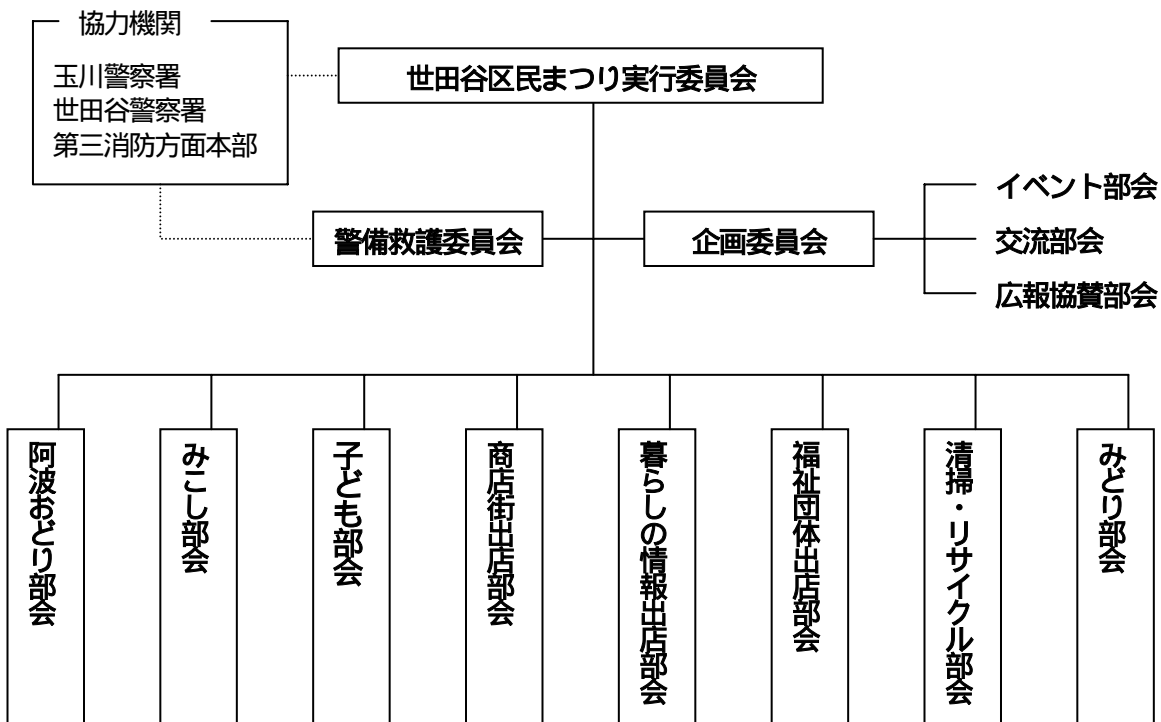 協力機関
玉川警察署
世田谷警察署
第三消防方面本部
世田谷区民まつり実行委員会
警備救護委員会
企画委員会
イベント部会
交流部会
広報協賛部会
阿波おどり部会
みこし部会
子ども部会
商店街出店部会
暮らしの情報出店部会
福祉団体出店部会
清掃・リサイクル部会
みどり部会